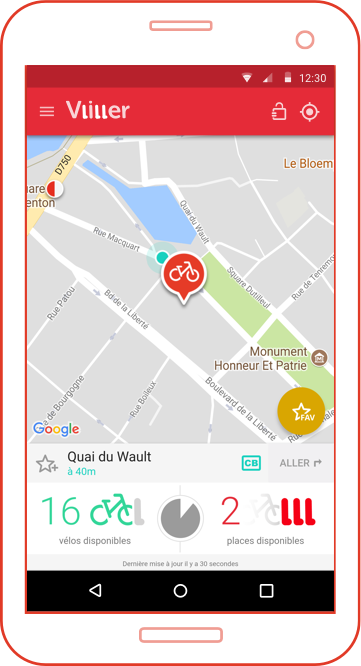 12:30
Vliller
D750
Le Bloem
are
enton
Quai du Wault
Rue Macquart
Square Dutilleul
Rue de Tenremonde
Rue Patou
Bd de la Liberté
Monument
Honneur Et Patrie
a de Bourgogne
Rue Boileux
Boulevard de la Liberté
FAV
Google
Quai du Wault
à 40m
CB
ALLER
16
vélos disponibles
2
places disponibles
Dernière mise à jour il y a 30 secondes